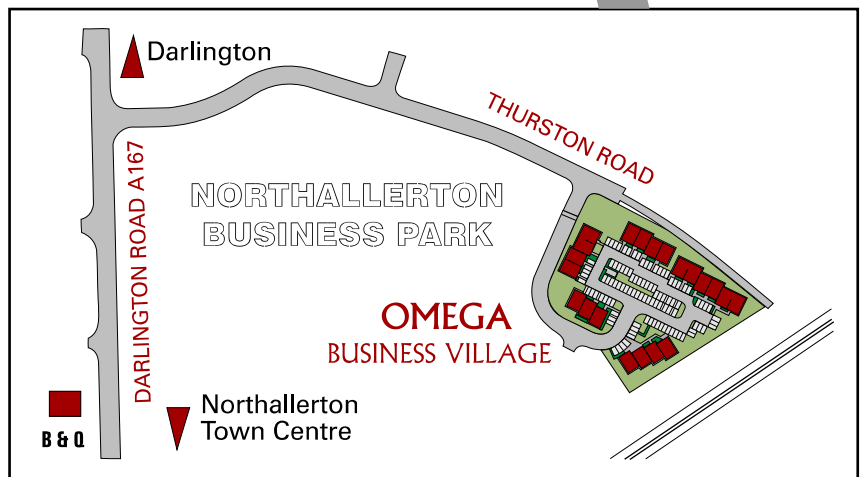 Darlington
THURSTON ROAD
DARLINGTON ROAD A167
NORTHALLERTON
BUSINESS PARK
OMEGA
BUSINESS VILLAGE
B & Q
Northallerton
Town Centre